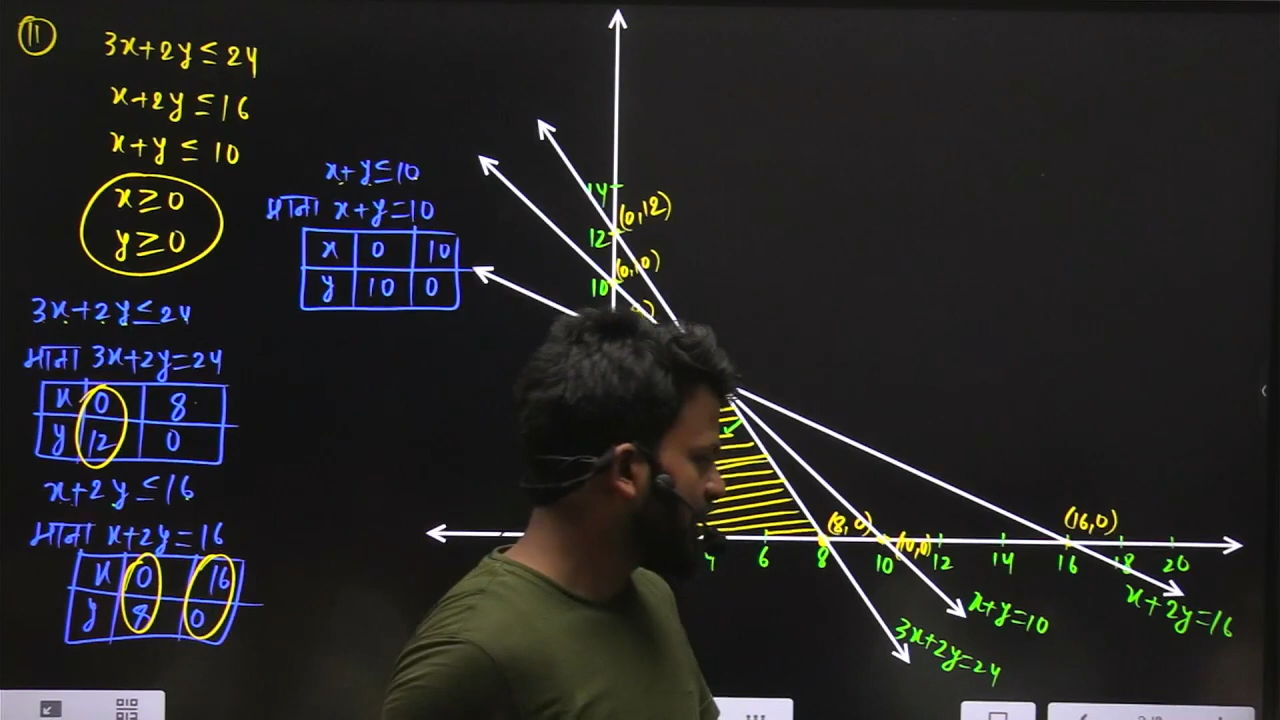 11
3x+2y≤24
x+2y≤16
x+y≤10
x≥0
y≥0
3x+2y≤24
माना 3x+2y=24
x 0 8
y 12 0
x+2y≤16
माना x+2y=16
x 0 16
y 8 0
x+y≤10
माना x+y=10
x 0 10
y 10 0
14
(0,12)
12
(0,10)
10
(8,0)
(10,0)
(16,0)
6 8 10 12 14 16 18 20
x+2y=16
x+y=10
3x+2y=24